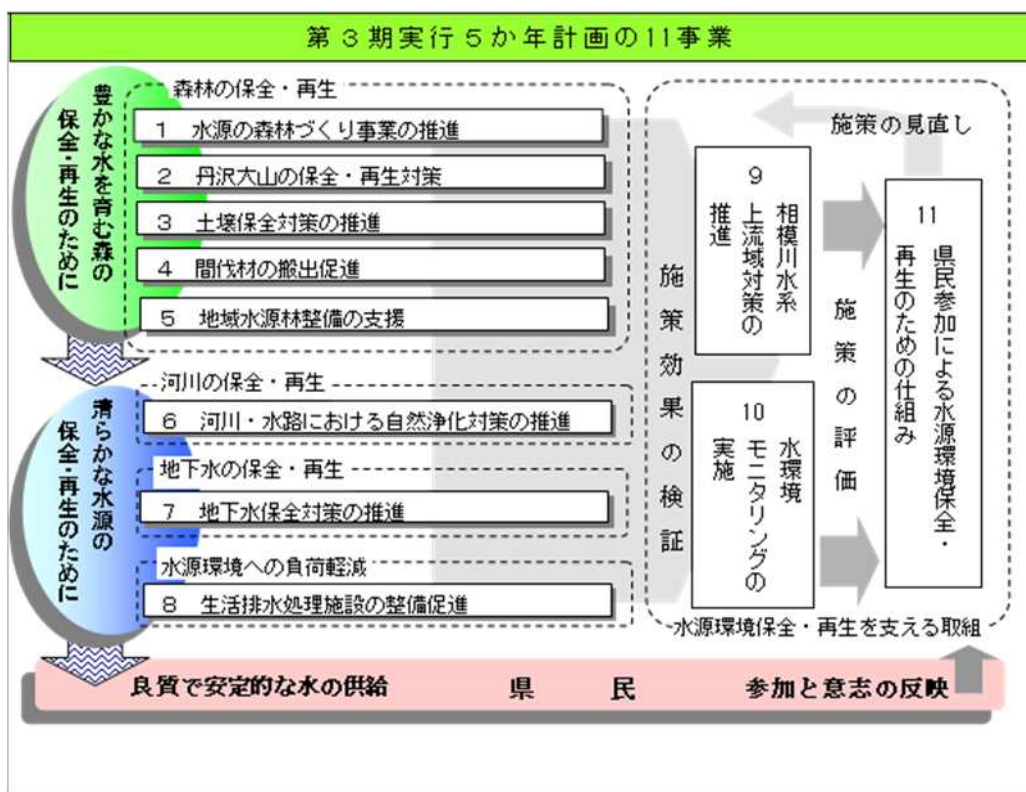 第３期実行５か年計画の11事業
豊かな水を育む森の
保全・再生のために
森林の保全・再生
1 水源の森林づくり事業の推進
2 丹沢大山の保全・再生対策
3 土壌保全対策の推進
4 間伐材の搬出促進
5 地域水源林整備の支援
清らかな水源の
保全・再生のために
河川の保全・再生
6 河川・水路における自然浄化対策の推進
地下水の保全・再生
7 地下水保全対策の推進
水源環境への負荷軽減
8 生活排水処理施設の整備促進
施策効果の検証
9
相模川水系
上流域対策の
推進
10
水環境
モニタリングの
実施
施策の評価
施策の見直し
11
県民参加による水源環境保全・
再生のための仕組み
水源環境保全・再生を支える取組
良質で安定的な水の供給 県 民 参加と意志の反映